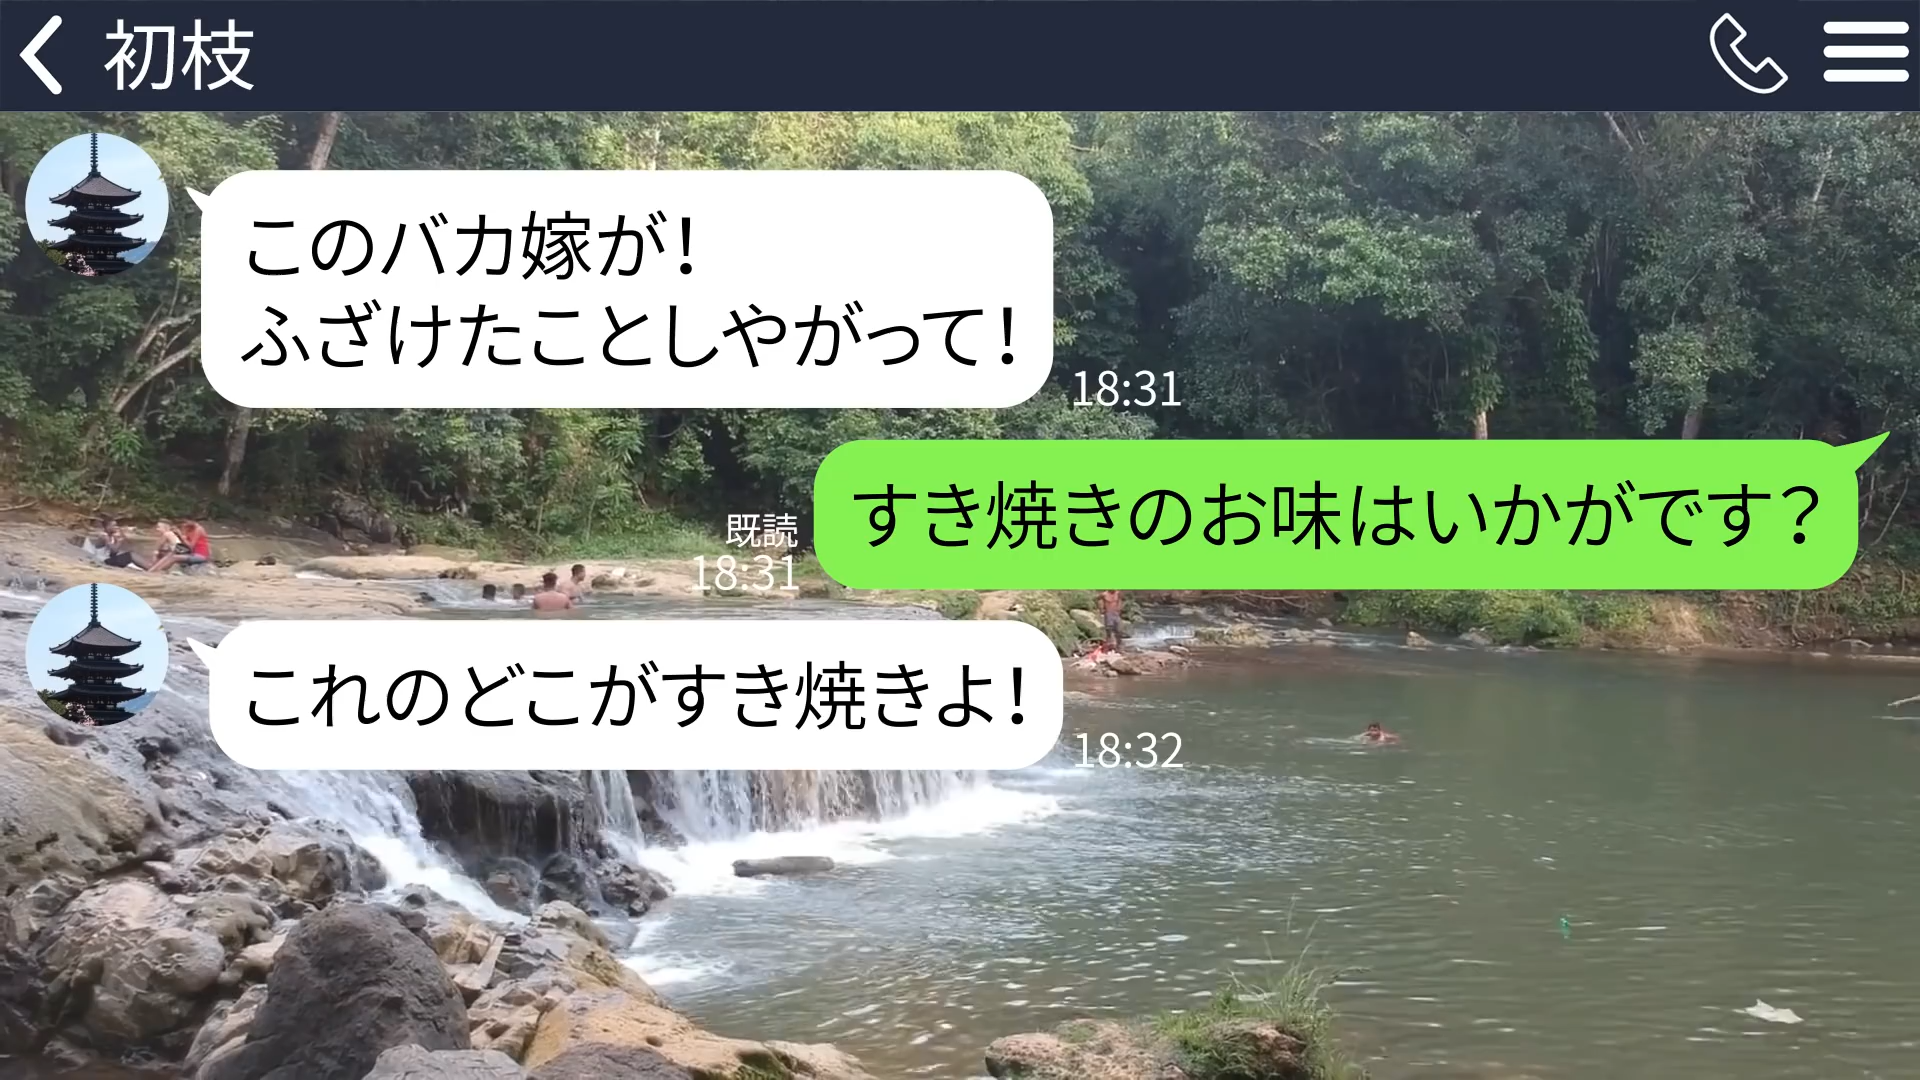 初枝
このバカ嫁が！
ふざけたことしやがって！
18:31
すき焼きのお味はいかがです？
既読
18:31
これのどこがすき焼きよ！
18:32